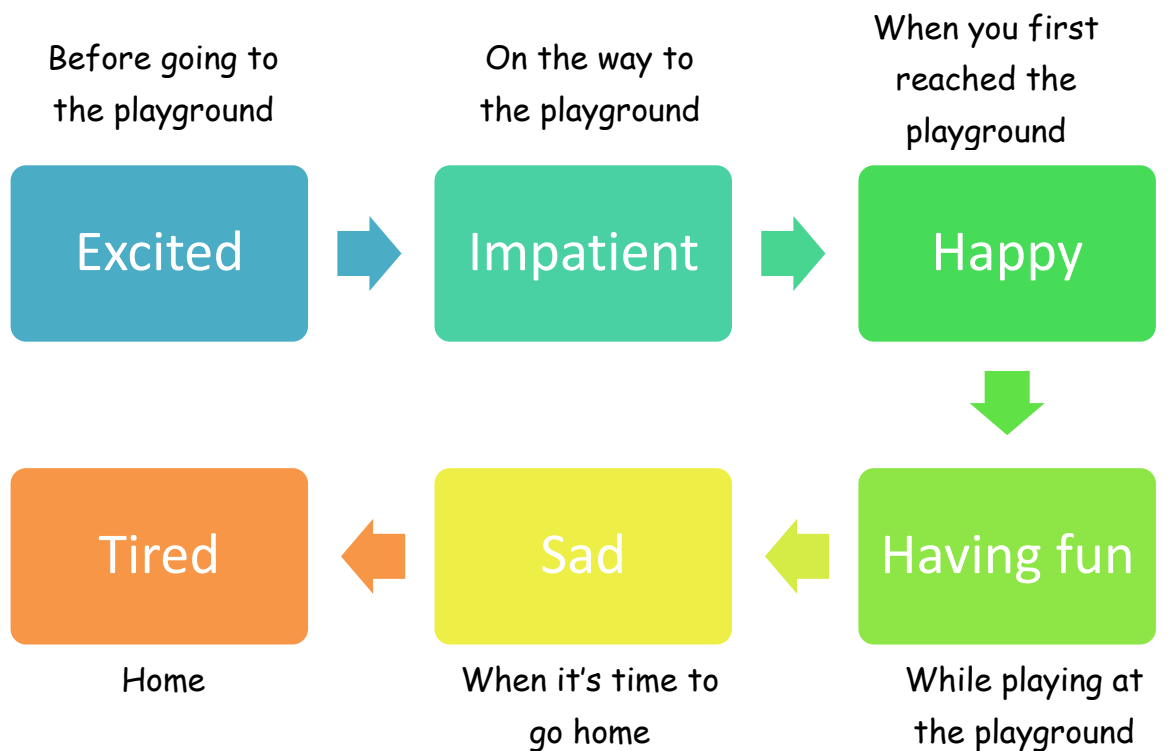 Before going to
the playground
On the way to
the playground
When you first
reached the
playground
Excited
Impatient
Happy
Tired
Sad
Having fun
Home
When it's time to
go home
While playing at
the playground